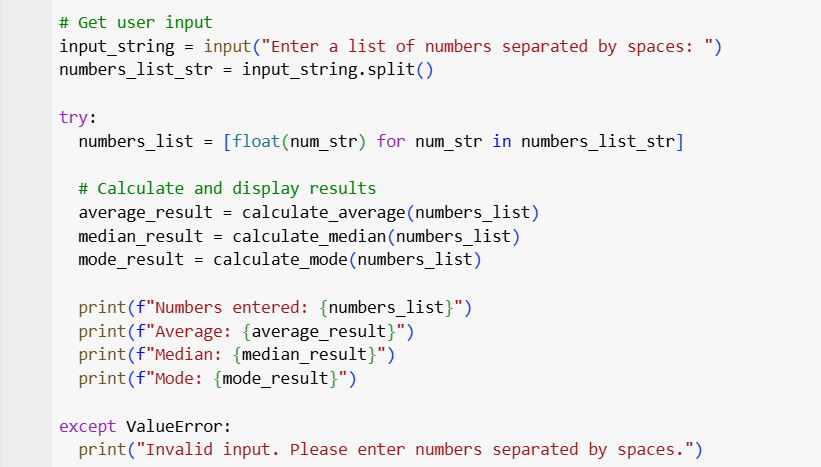 # Get user input
input_string = input("Enter a list of numbers separated by spaces: ")
numbers_list_str = input_string.split()

try:
  numbers_list = [float(num_str) for num_str in numbers_list_str]

  # Calculate and display results
  average_result = calculate_average(numbers_list)
  median_result = calculate_median(numbers_list)
  mode_result = calculate_mode(numbers_list)

  print(f"Numbers entered: {numbers_list}")
  print(f"Average: {average_result}")
  print(f"Median: {median_result}")
  print(f"Mode: {mode_result}")

except ValueError:
  print("Invalid input. Please enter numbers separated by spaces.")